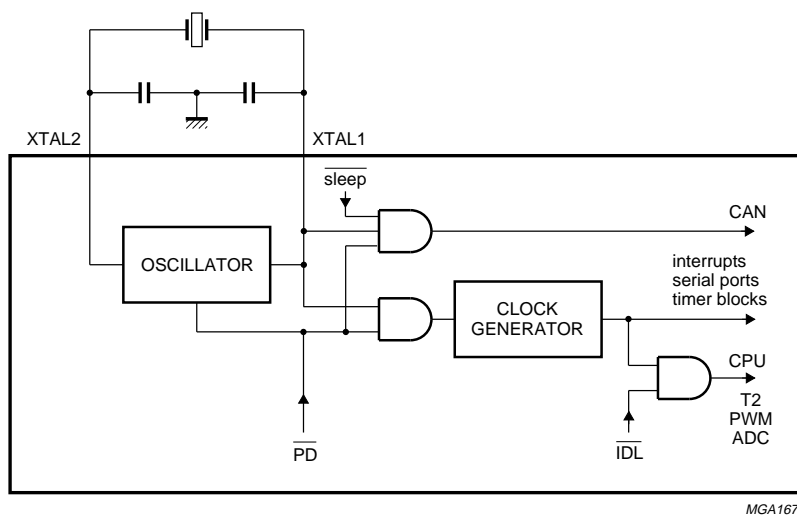 XTAL2
XTAL1
sleep
CAN
OSCILLATOR
interrupts
serial ports
timer blocks
CLOCK
GENERATOR
CPU
T2
PWM
ADC
PD
IDL
MGA167